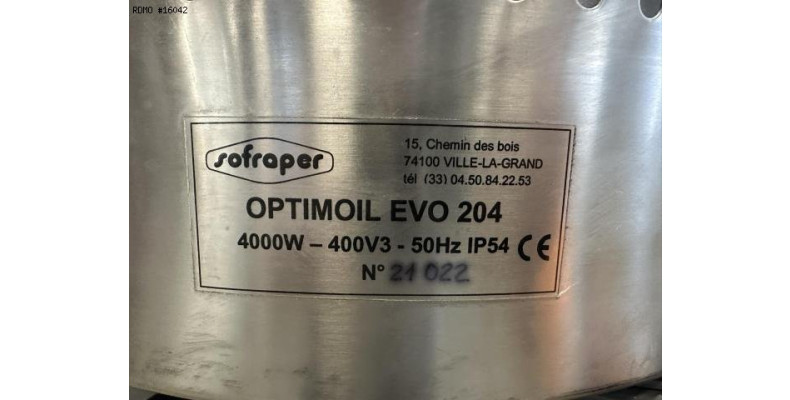 RDMO #16042
sofraper
15, Chemin des bois
74100 VILLE-LA-GRAND
tél (33) 04.50.84.22.53
OPTIMOIL EVO 204
4000W – 400V3 - 50Hz IP54 CE
N° 21 022